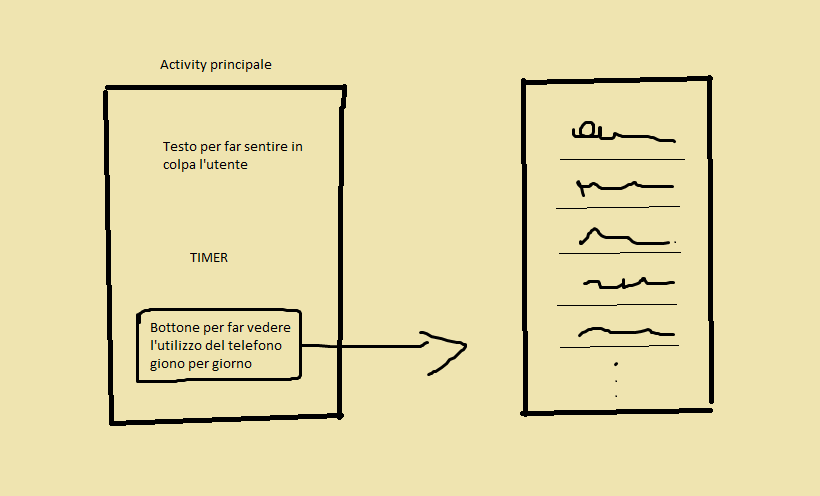 Activity principale
Testo per far sentire in
colpa l'utente
TIMER
Bottone per far vedere
l'utilizzo del telefono
giono per giorno